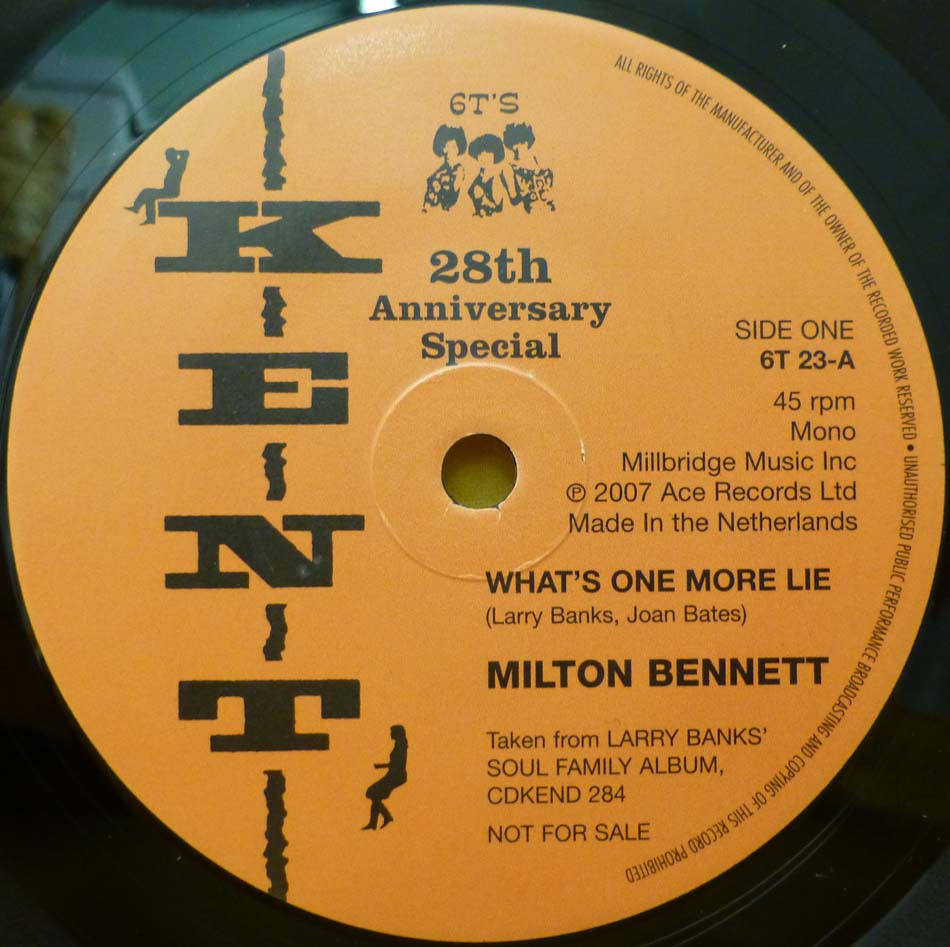 KENT
6T'S
28th
Anniversary
Special
SIDE ONE
6T 23-A
45 rpm
Mono
Millbridge Music Inc
℗ 2007 Ace Records Ltd
Made In the Netherlands
WHAT'S ONE MORE LIE
(Larry Banks, Joan Bates)
MILTON BENNETT
Taken from LARRY BANKS'
SOUL FAMILY ALBUM,
CDKEND 284
NOT FOR SALE
ALL RIGHTS OF THE MANUFACTURER AND OF THE OWNER OF THE RECORDED WORK RESERVED • UNAUTHORISED PUBLIC PERFORMANCE BROADCASTING AND COPYING OF THIS RECORD PROHIBITED